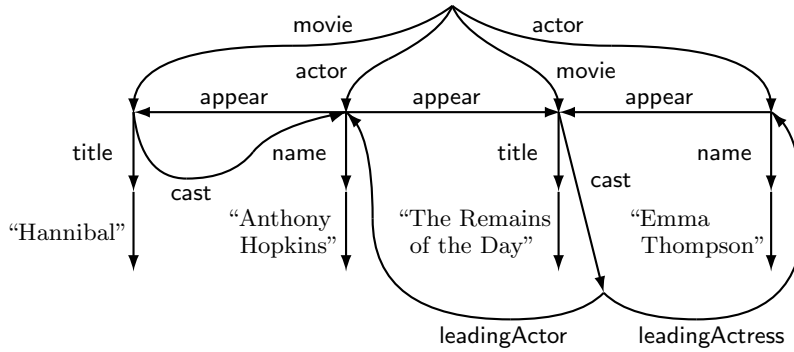 movie
actor
actor
movie
appear
appear
appear
title
name
title
name
cast
cast
“Hannibal”
“Anthony
Hopkins”
“The Remains
of the Day”
“Emma
Thompson”
leadingActor
leadingActress